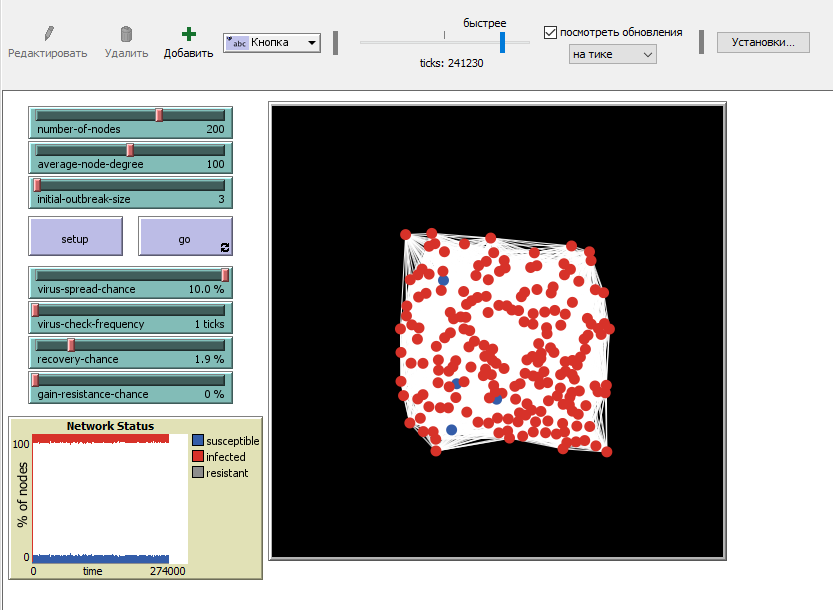 быстрее
посмотреть обновления
Редактировать
Удалить
Добавить
abc Кнопка
ticks: 241230
на тике
Установки...
number-of-nodes 200
average-node-degree 100
initial-outbreak-size 3
setup
go
virus-spread-chance 10.0 %
virus-check-frequency 1 ticks
recovery-chance 1.9 %
gain-resistance-chance 0 %
Network Status
100
% of nodes
0
0 time 274000
susceptible
infected
resistant